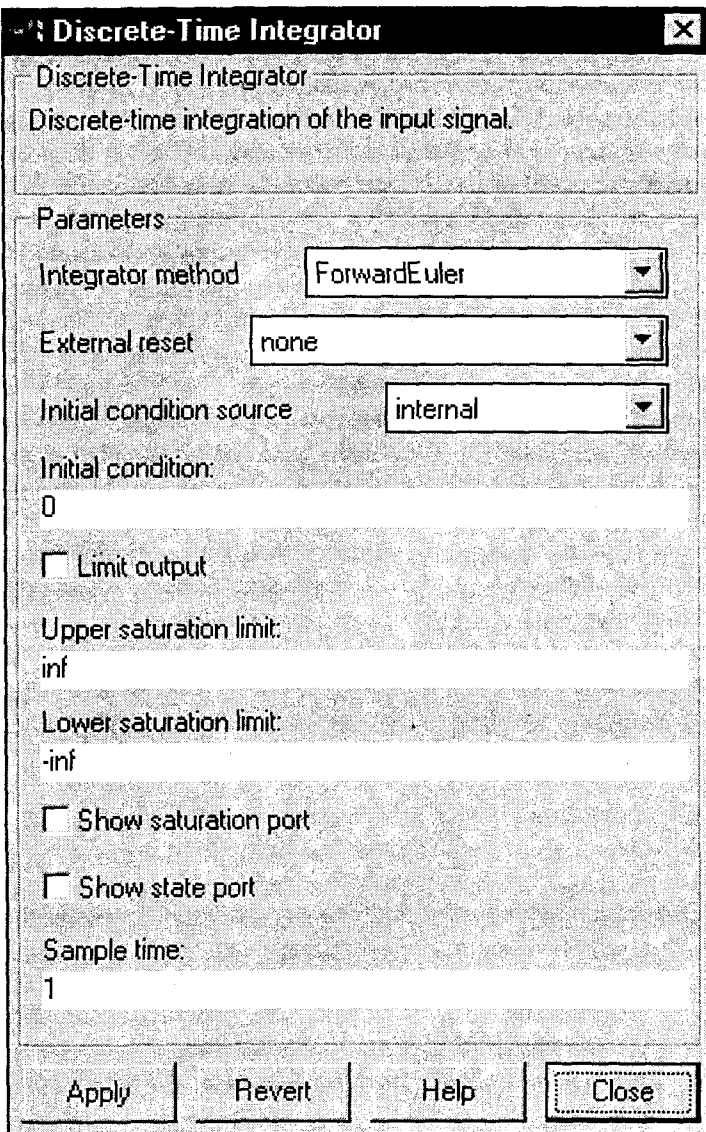 Discrete-Time Integrator
Discrete-Time Integrator
Discrete-time integration of the input signal.
Parameters
Integrator method ForwardEuler
External reset none
Initial condition source internal
Initial condition:
0
Limit output
Upper saturation limit:
inf
Lower saturation limit:
-inf
Show saturation port
Show state port
Sample time:
1
Apply Revert Help Close